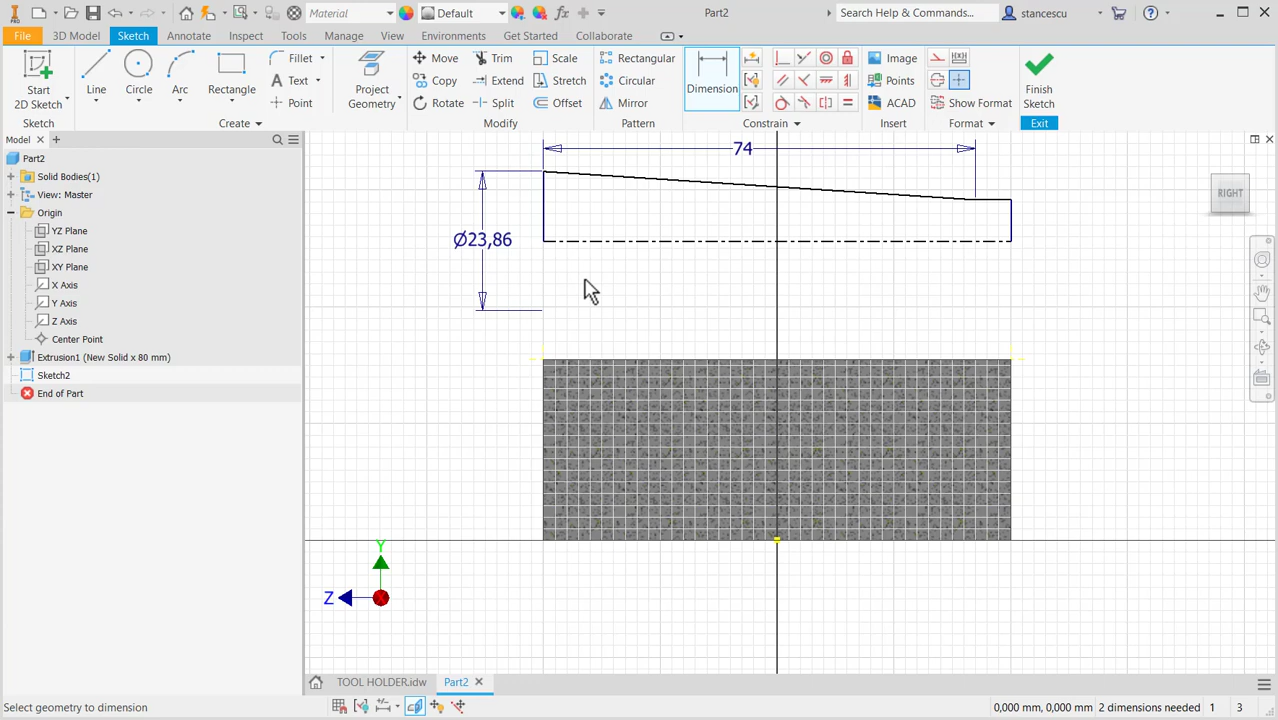 Material
Default
Part2
Search Help & Commands...
stancescu
PRO
File
3D Model
Sketch
Annotate
Inspect
Tools
Manage
View
Environments
Get Started
Collaborate
Start
2D Sketch
Line
Circle
Arc
Rectangle
Fillet
Text
Point
Project
Geometry
Move
Copy
Rotate
Trim
Extend
Split
Scale
Stretch
Offset
Rectangular
Circular
Mirror
Dimension
Image
Points
ACAD
Show Format
Finish
Sketch
Sketch
Create
Modify
Pattern
Constrain
Insert
Format
Exit
Model
Part2
Solid Bodies(1)
View: Master
Origin
YZ Plane
XZ Plane
XY Plane
X Axis
Y Axis
Z Axis
Center Point
Extrusion1 (New Solid x 80 mm)
Sketch2
End of Part
74
Ø23,86
RIGHT
Y
Z
TOOL HOLDER.idw
Part2
Select geometry to dimension
0,000 mm, 0,000 mm
2 dimensions needed
1
3